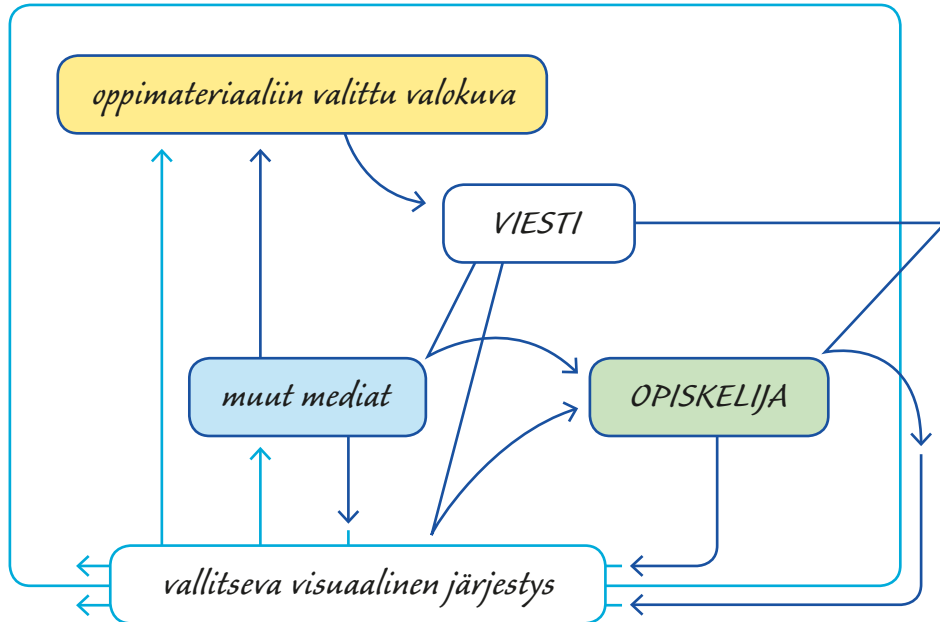 oppimateriaaliin valittu valokuva
VIESTI
muut mediat
OPISKELIJA
vallitseva visuaalinen järjestys